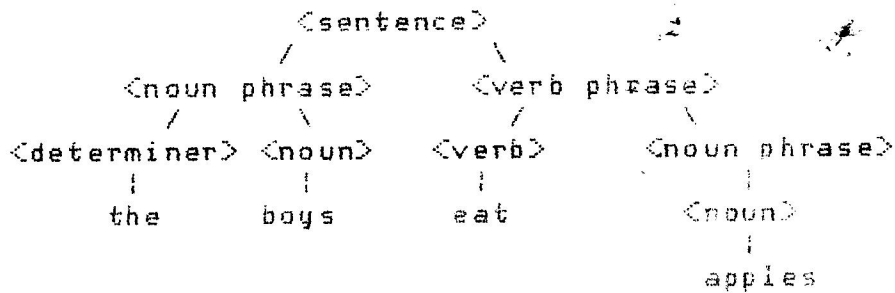 <sentence>
<noun phrase> <verb phrase>
<determiner> <noun> <verb> <noun phrase>
the boys eat <noun>
apples